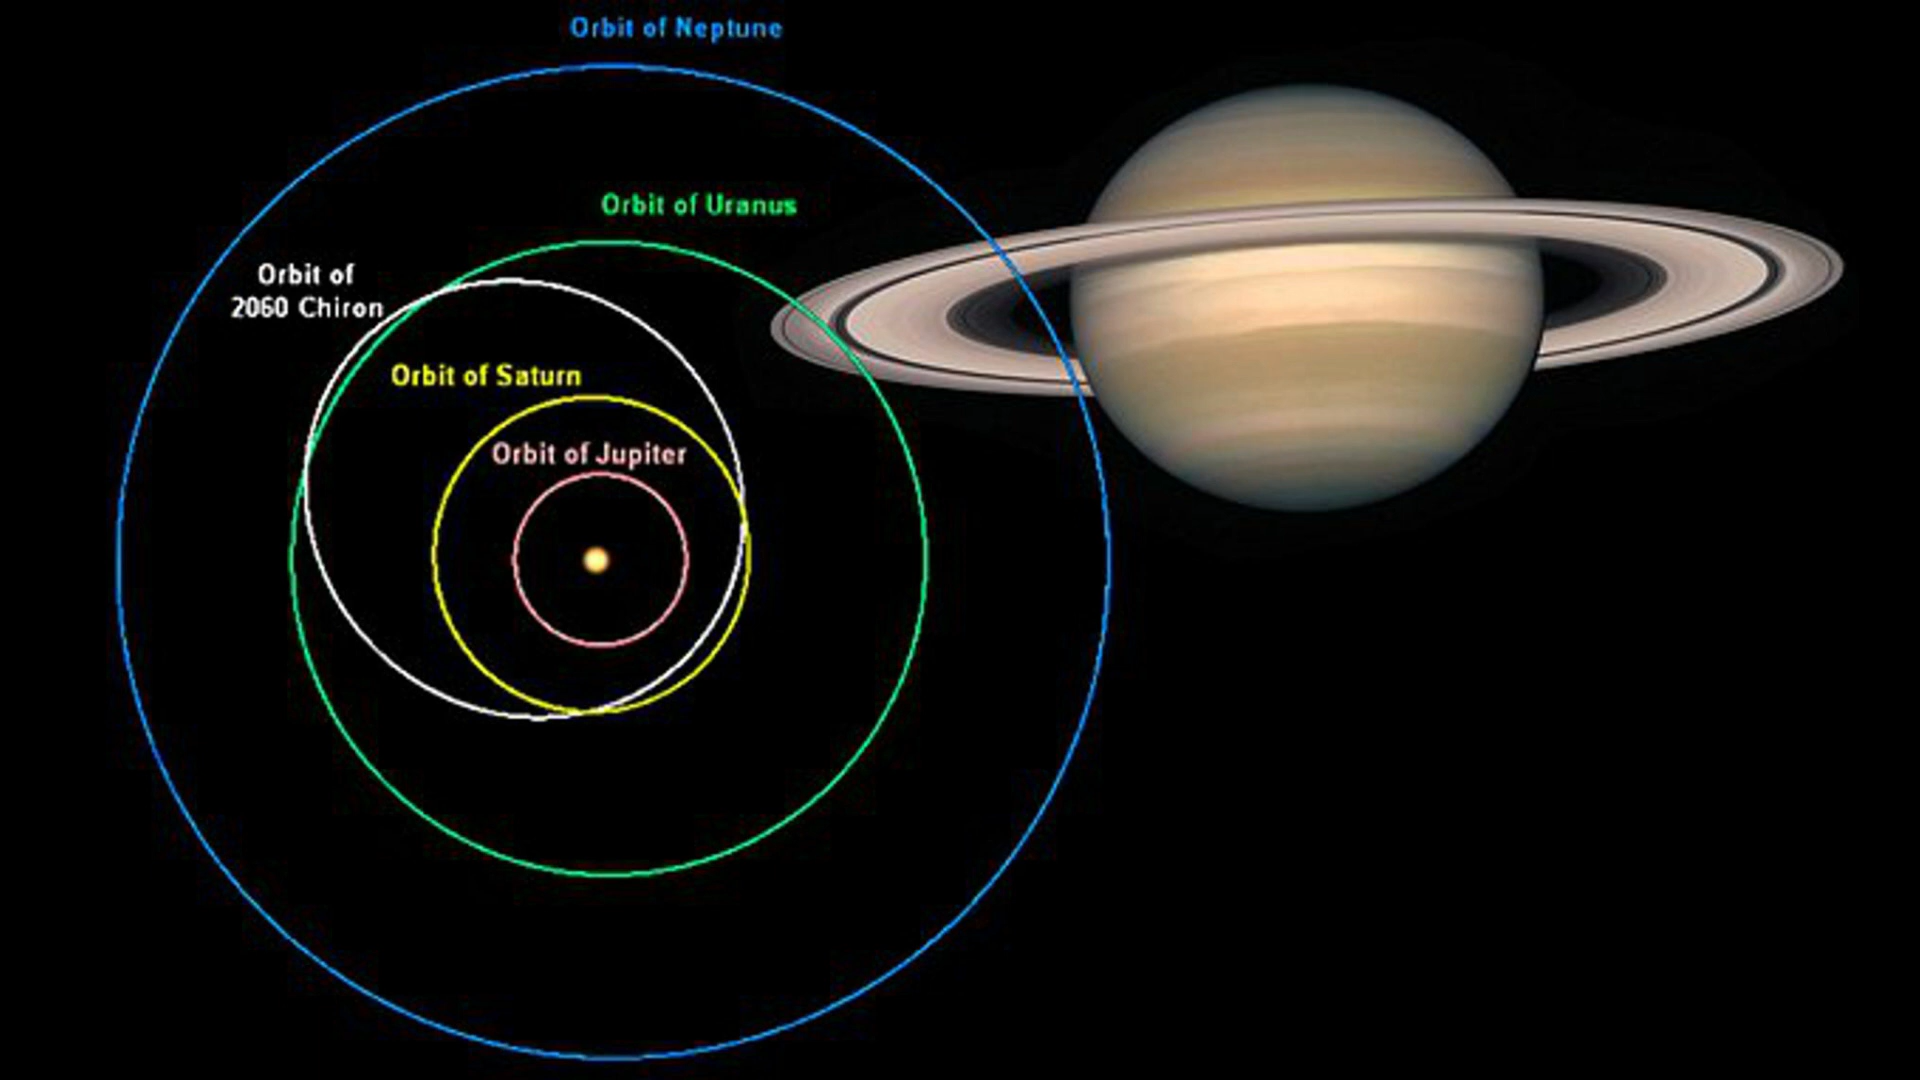 Orbit of Neptune
Orbit of Uranus
Orbit of
2060 Chiron
Orbit of Saturn
Orbit of Jupiter